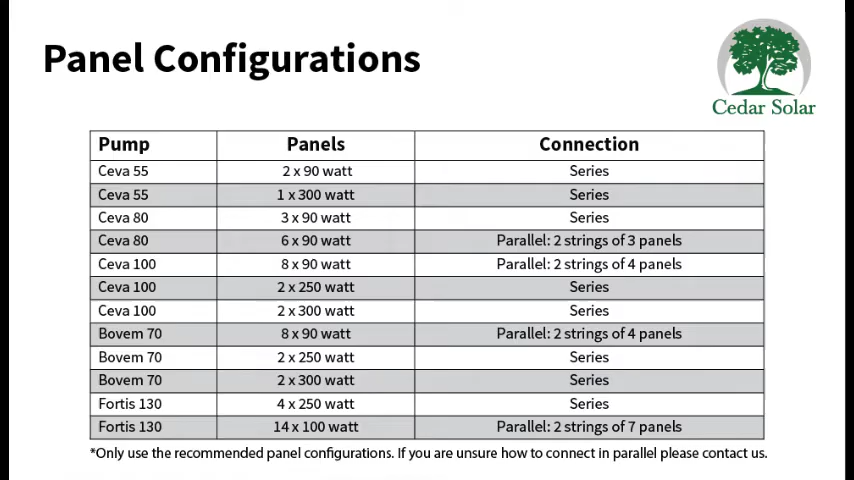 Panel Configurations
Cedar Solar
Pump Panels Connection
Ceva 55 2 x 90 watt Series
Ceva 55 1 x 300 watt Series
Ceva 80 3 x 90 watt Series
Ceva 80 6 x 90 watt Parallel: 2 strings of 3 panels
Ceva 100 8 x 90 watt Parallel: 2 strings of 4 panels
Ceva 100 2 x 250 watt Series
Ceva 100 2 x 300 watt Series
Bovem 70 8 x 90 watt Parallel: 2 strings of 4 panels
Bovem 70 2 x 250 watt Series
Bovem 70 2 x 300 watt Series
Fortis 130 4 x 250 watt Series
Fortis 130 14 x 100 watt Parallel: 2 strings of 7 panels
*Only use the recommended panel configurations. If you are unsure how to connect in parallel please contact us.